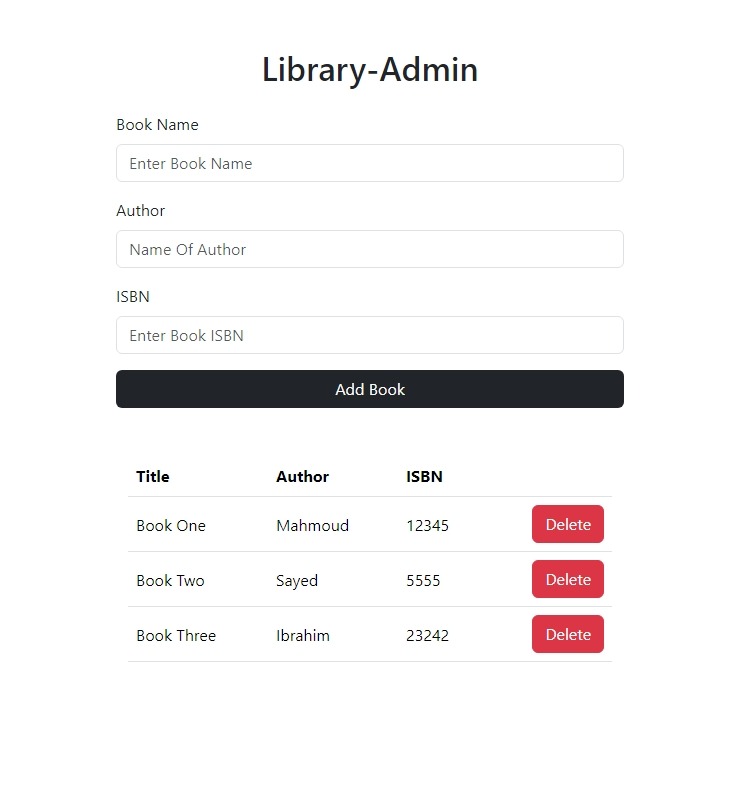 Library-Admin
Book Name
Enter Book Name
Author
Name Of Author
ISBN
Enter Book ISBN
Add Book
Title Author ISBN
Book One Mahmoud 12345 Delete
Book Two Sayed 5555 Delete
Book Three Ibrahim 23242 Delete